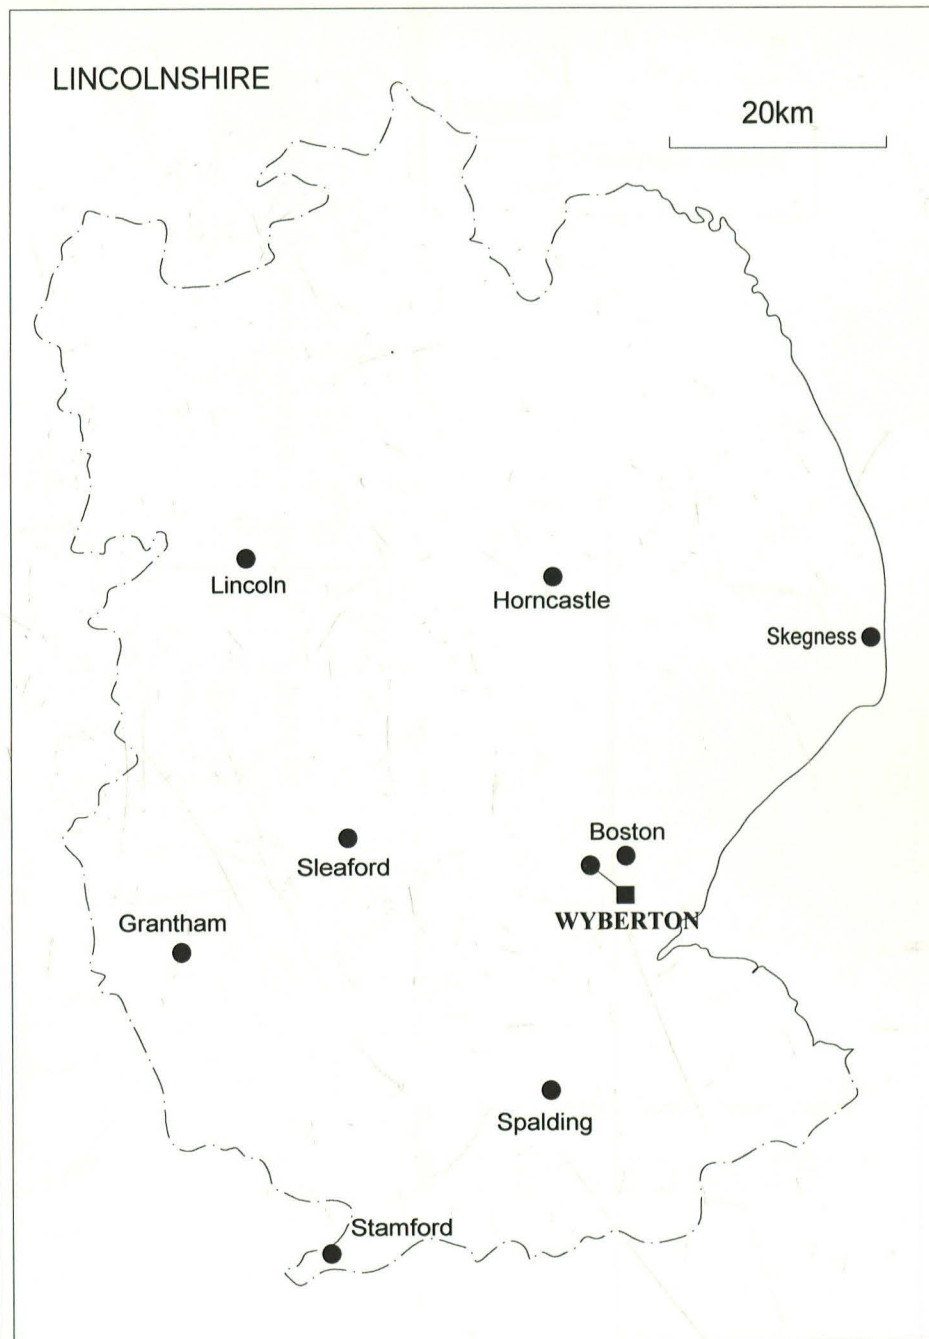 LINCOLNSHIRE
20km
Lincoln
Horncastle
Skegness
Boston
Sleaford
WYBERTON
Grantham
Spalding
Stamford